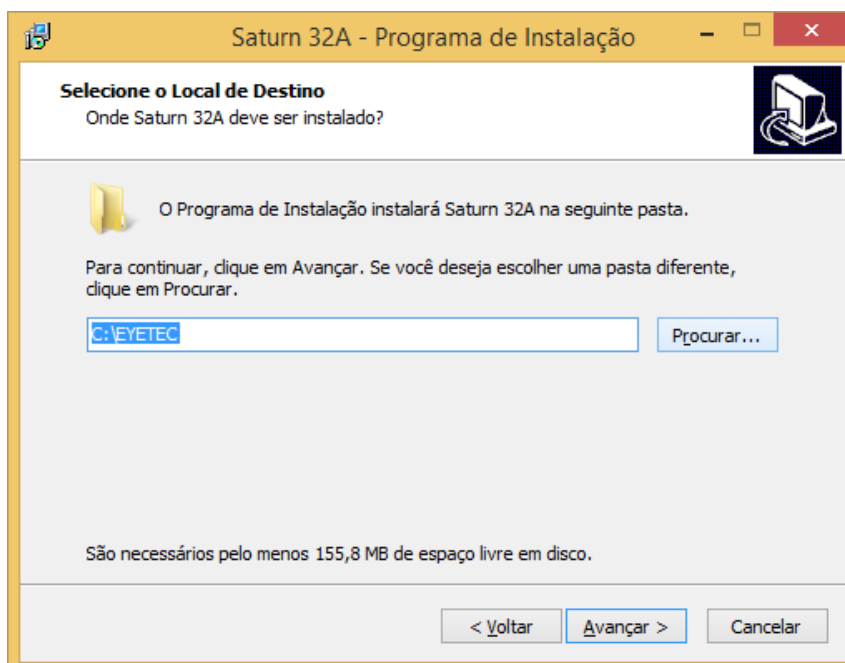 Saturn 32A - Programa de Instalação
Selecione o Local de Destino
Onde Saturn 32A deve ser instalado?
O Programa de Instalação instalará Saturn 32A na seguinte pasta.
Para continuar, clique em Avançar. Se você deseja escolher uma pasta diferente,
clique em Procurar.
C:\EYETEC
Procurar...
São necessários pelo menos 155,8 MB de espaço livre em disco.
< Voltar
Avançar >
Cancelar